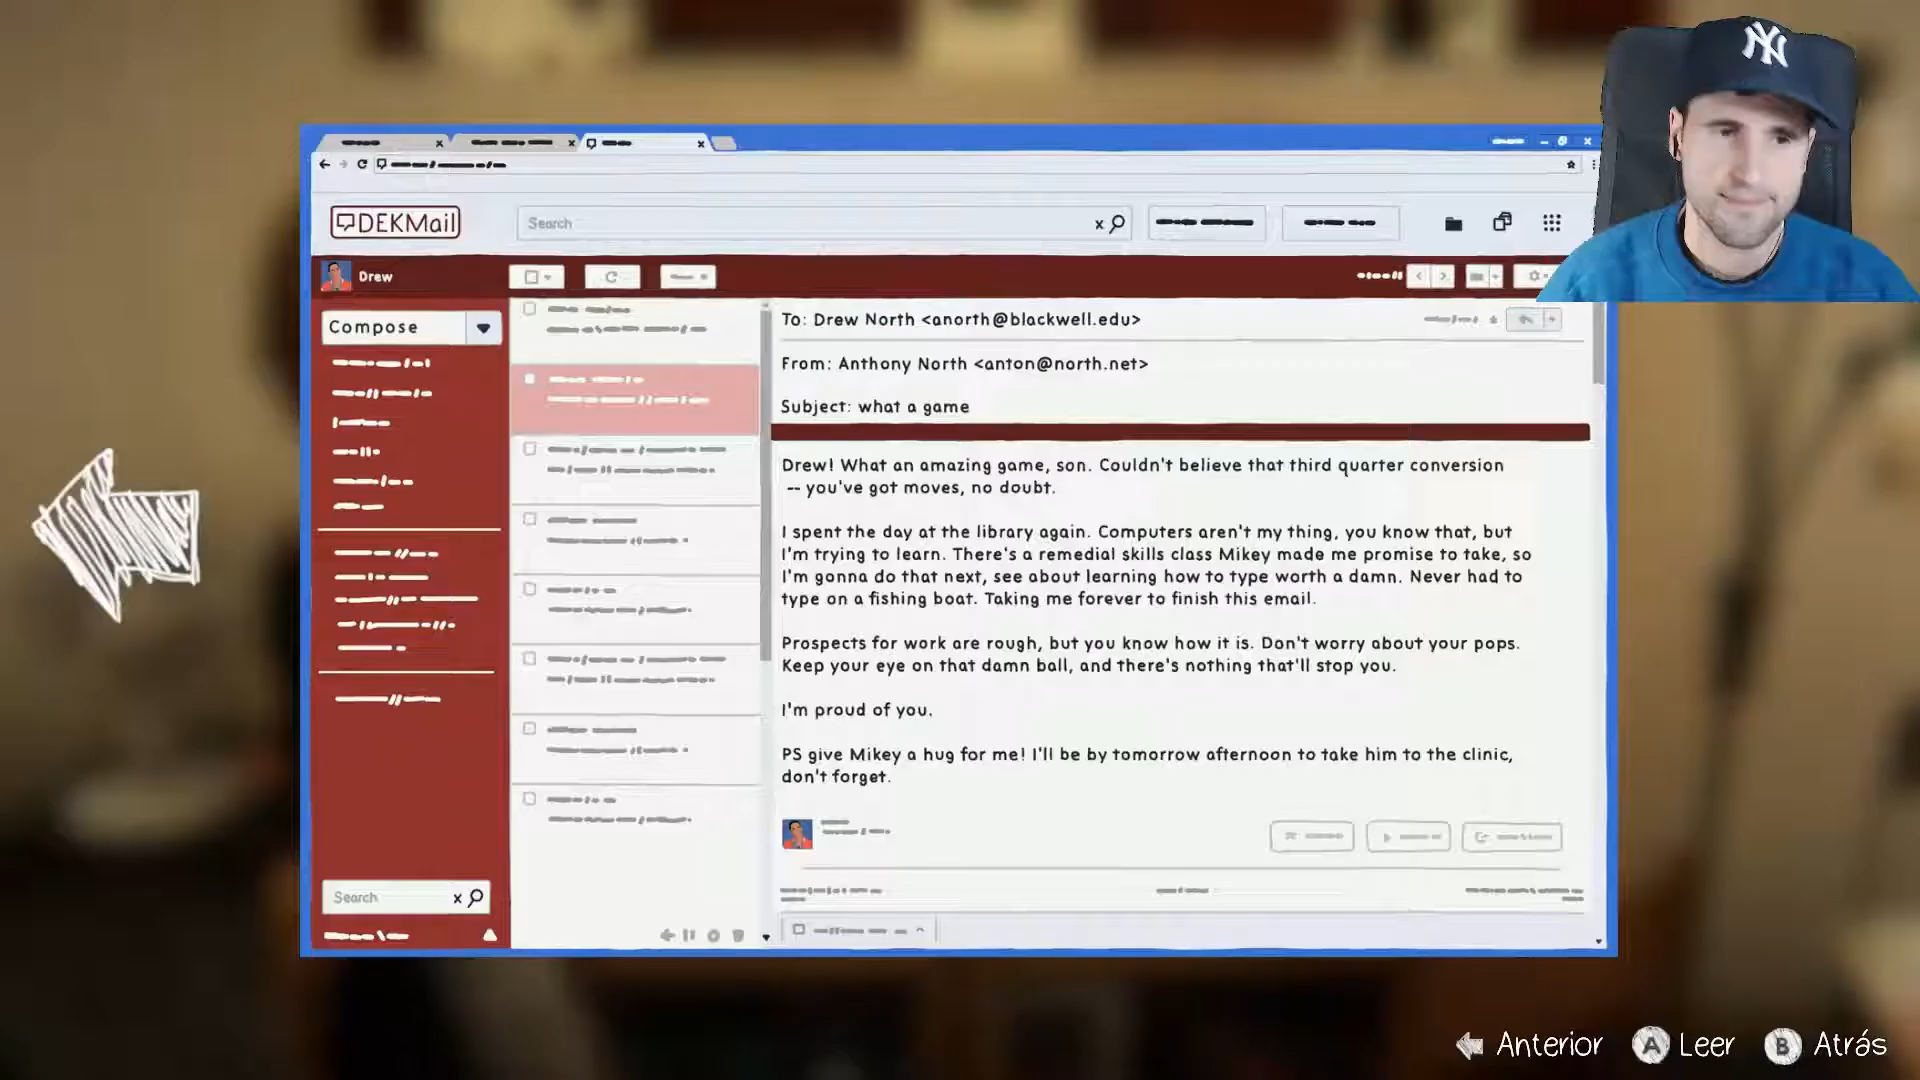 NY
DEKMail
Search
x
Drew
Compose
To: Drew North <anorth@blackwell.edu>
From: Anthony North <anton@north.net>
Subject: what a game
Drew! What an amazing game, son. Couldn't believe that third quarter conversion
-- you've got moves, no doubt.
I spent the day at the library again. Computers aren't my thing, you know that, but
I'm trying to learn. There's a remedial skills class Mikey made me promise to take, so
I'm gonna do that next, see about learning how to type worth a damn. Never had to
type on a fishing boat. Taking me forever to finish this email.
Prospects for work are rough, but you know how it is. Don't worry about your pops.
Keep your eye on that damn ball, and there's nothing that'll stop you.
I'm proud of you.
PS give Mikey a hug for me! I'll be by tomorrow afternoon to take him to the clinic,
don't forget.
Search
x
Anterior
A Leer
B Atrás